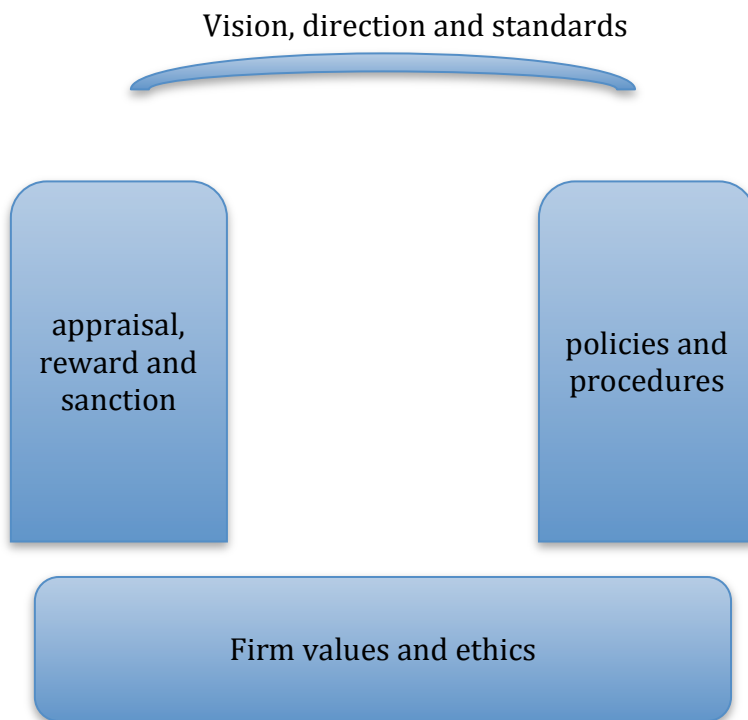 Vision, direction and standards
appraisal,
reward and
sanction
policies and
procedures
Firm values and ethics